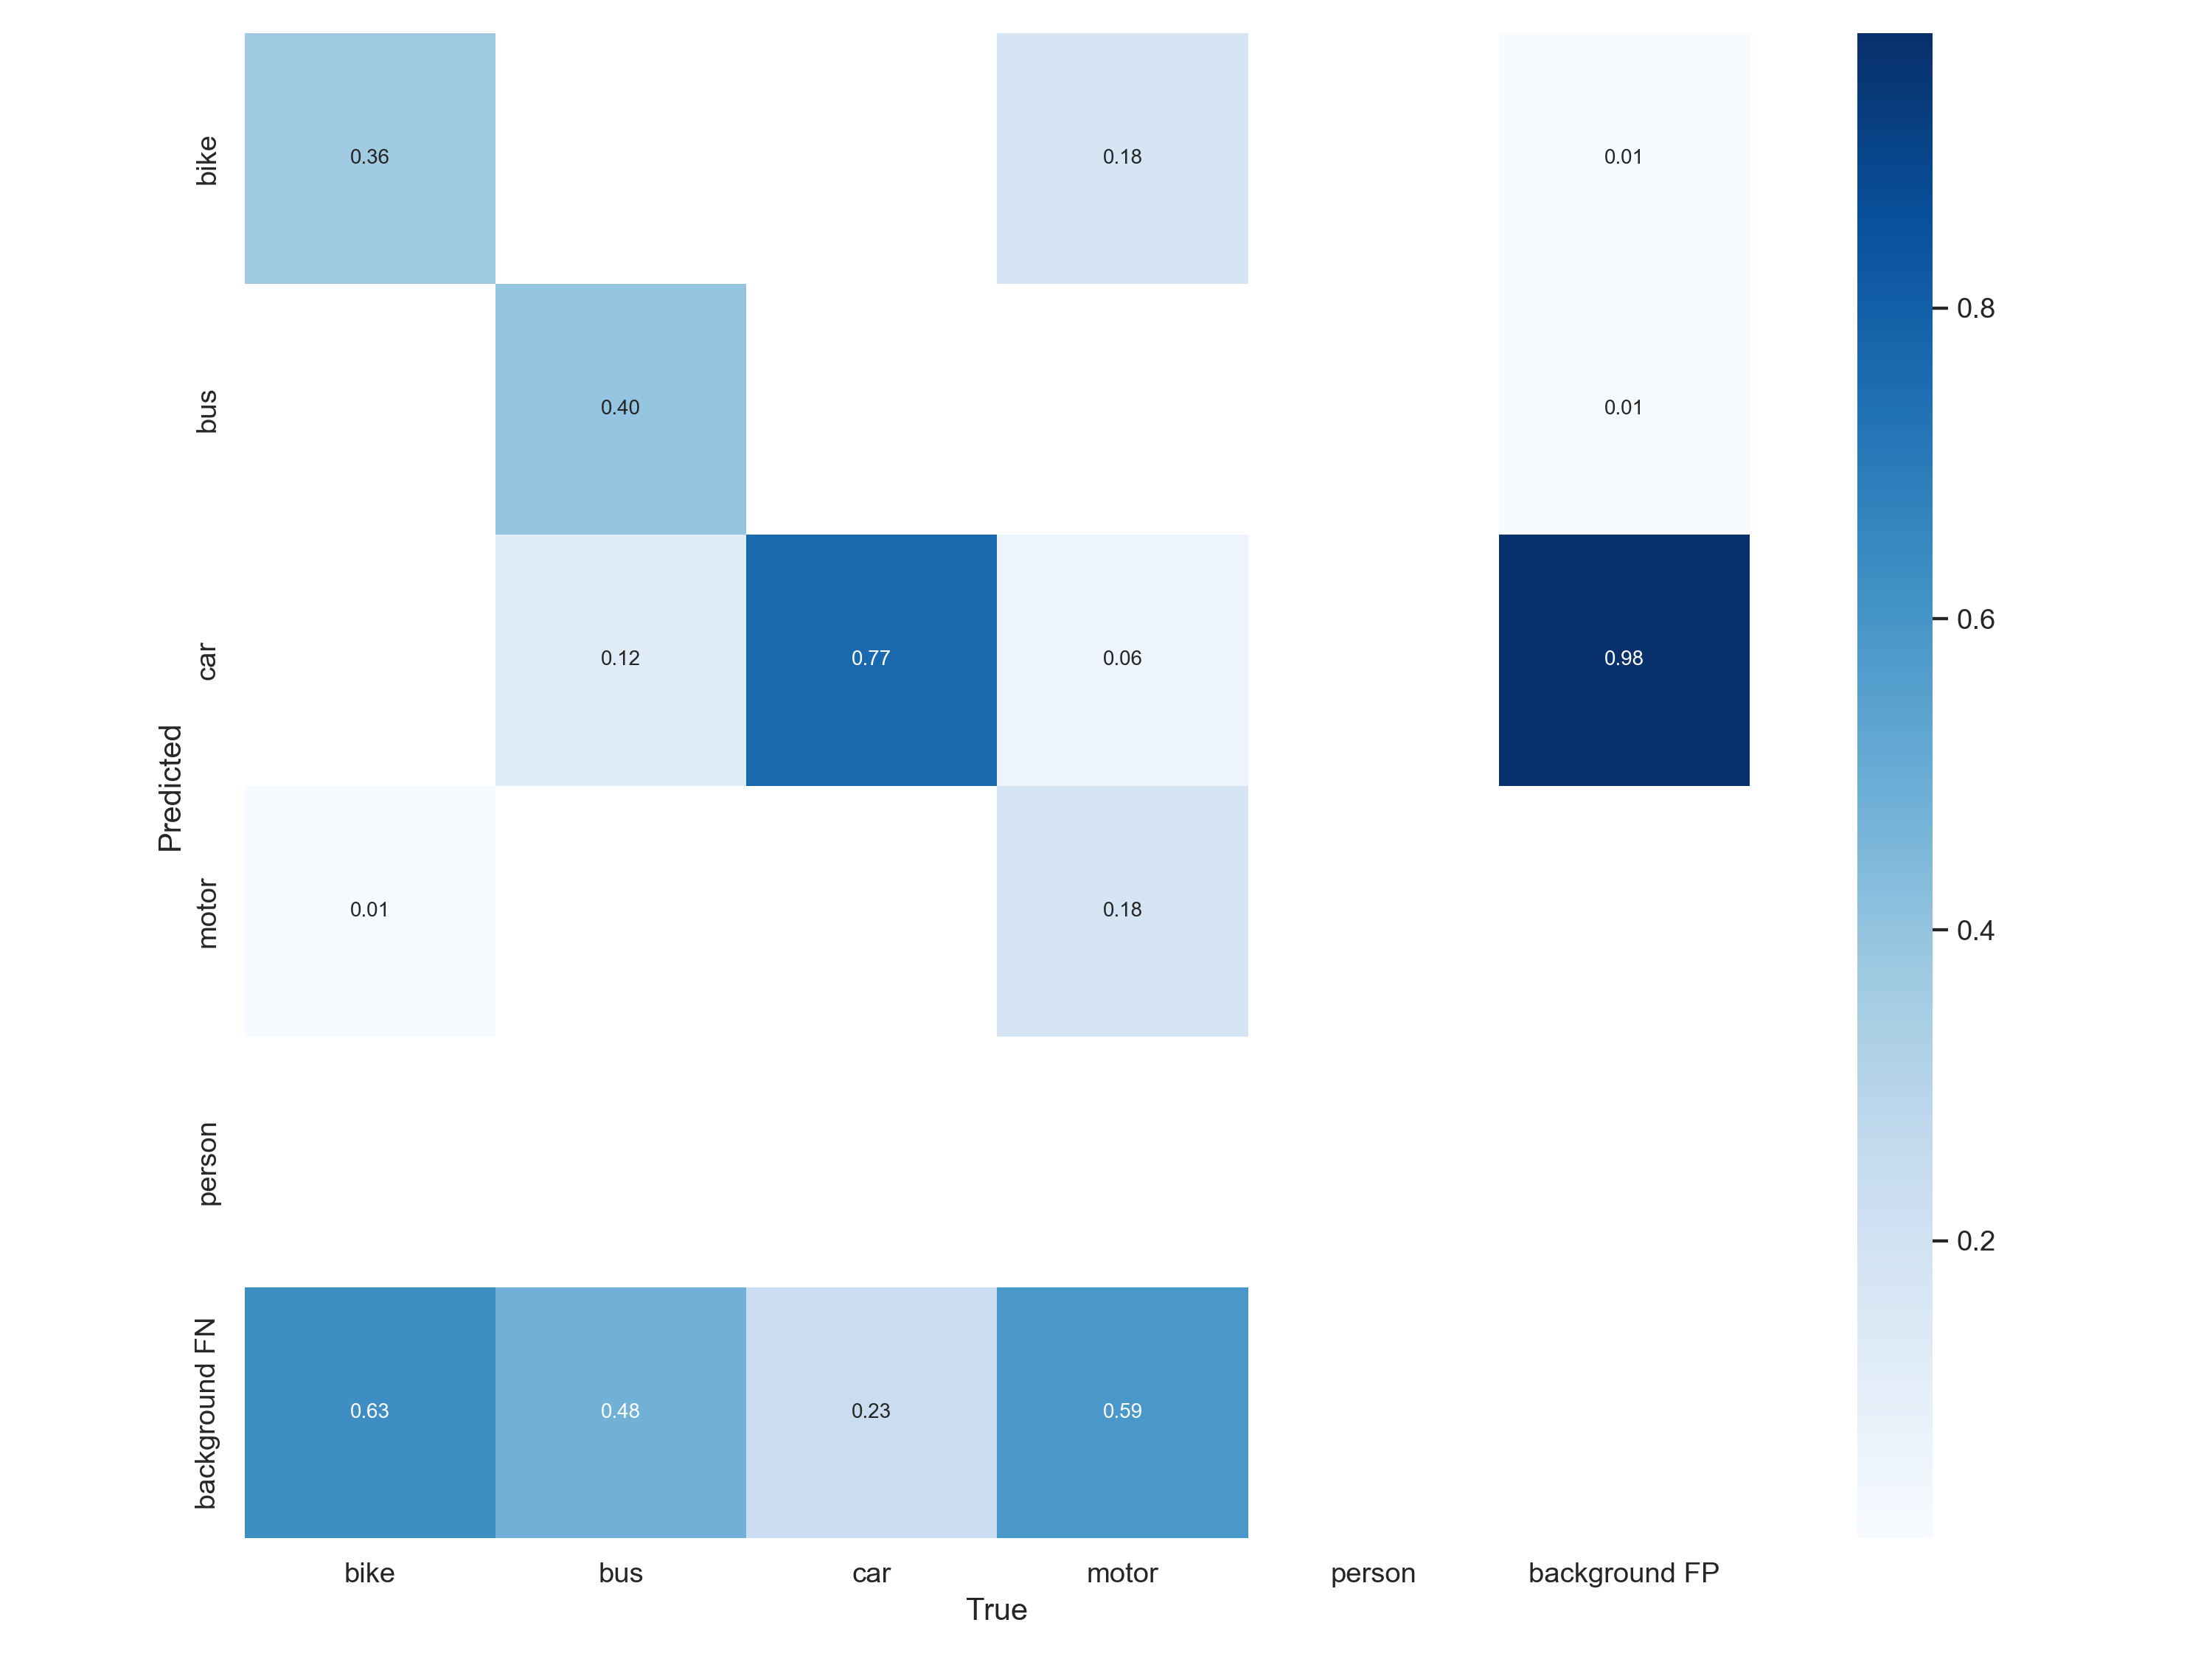 bike
0.36 0.18 0.01
bus
0.40 0.01
0.8
car
0.12 0.77 0.06 0.98
0.6
Predicted
motor
0.01 0.18
0.4
person
0.2
background FN
0.63 0.48 0.23 0.59
bike bus car motor person background FP
True